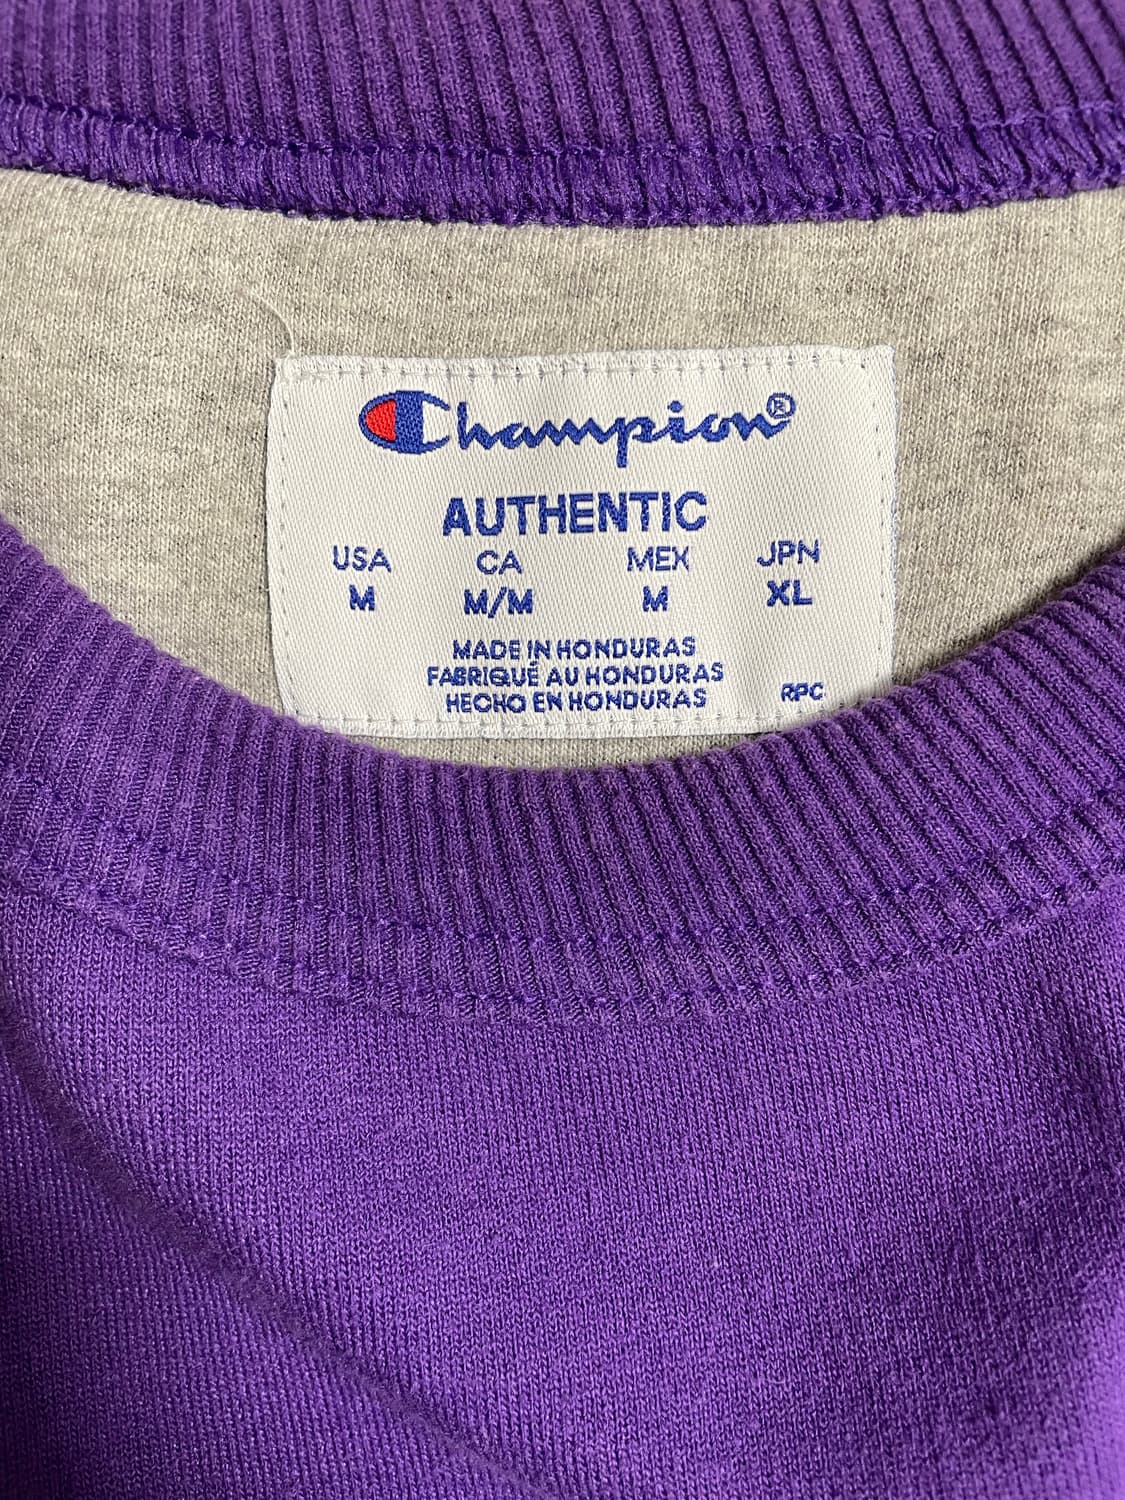 Champion®
AUTHENTIC
USA CA MEX JPN
M M/M M XL
MADE IN HONDURAS
FABRIQUÉ AU HONDURAS
HECHO EN HONDURAS RPC